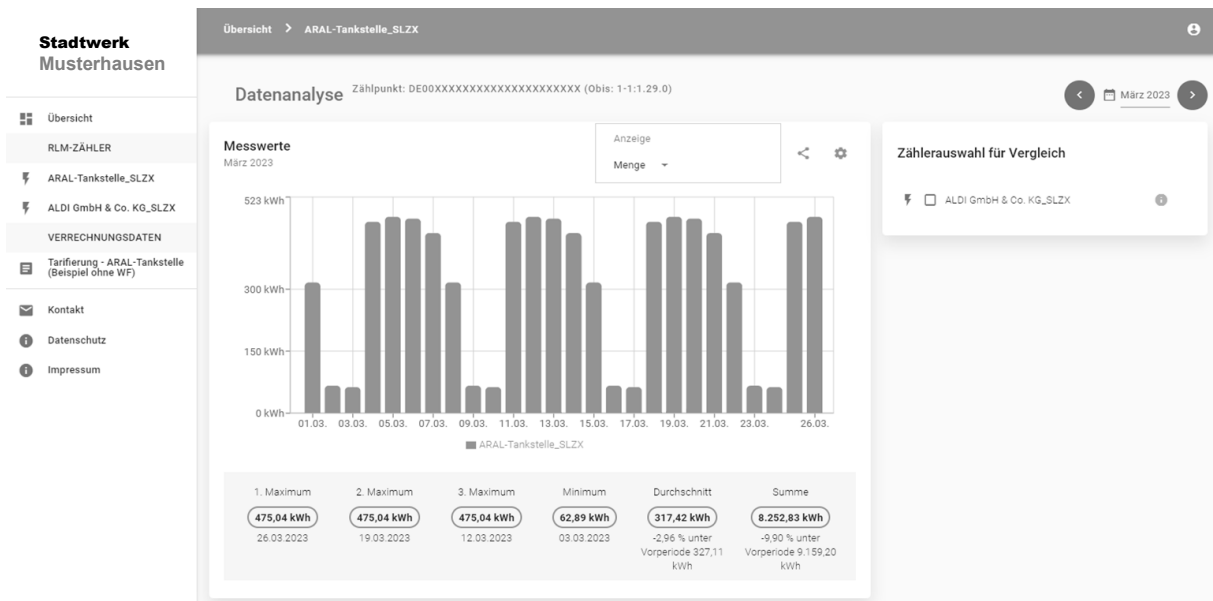 Stadtwerk
Musterhausen
Übersicht
RLM-ZÄHLER
ARAL-Tankstelle_SLZX
ALDI GmbH & Co. KG_SLZX
VERRECHNUNGSDATEN
Tarifierung - ARAL-Tankstelle
(Beispiel ohne WF)
Kontakt
Datenschutz
Impressum
Übersicht > ARAL-Tankstelle_SLZX
Datenanalyse Zählpunkt: DE00XXXXXXXXXXXXXXXXXXXXX (Obis: 1-1:1.29.0)
März 2023
Messwerte
März 2023
Anzeige
Menge
523 kWh
300 kWh
150 kWh
0 kWh
01.03. 03.03. 05.03. 07.03. 09.03. 11.03. 13.03. 15.03. 17.03. 19.03. 21.03. 23.03. 26.03.
ARAL-Tankstelle_SLZX
1. Maximum 2. Maximum 3. Maximum Minimum Durchschnitt Summe
475,04 kWh 475,04 kWh 475,04 kWh 62,89 kWh 317,42 kWh 8.252,83 kWh
26.03.2023 19.03.2023 12.03.2023 03.03.2023 -2,96 % unter -9,90 % unter
Vorperiode 327,11 Vorperiode 9.159,20
kWh kWh
Zählerauswahl für Vergleich
ALDI GmbH & Co. KG_SLZX